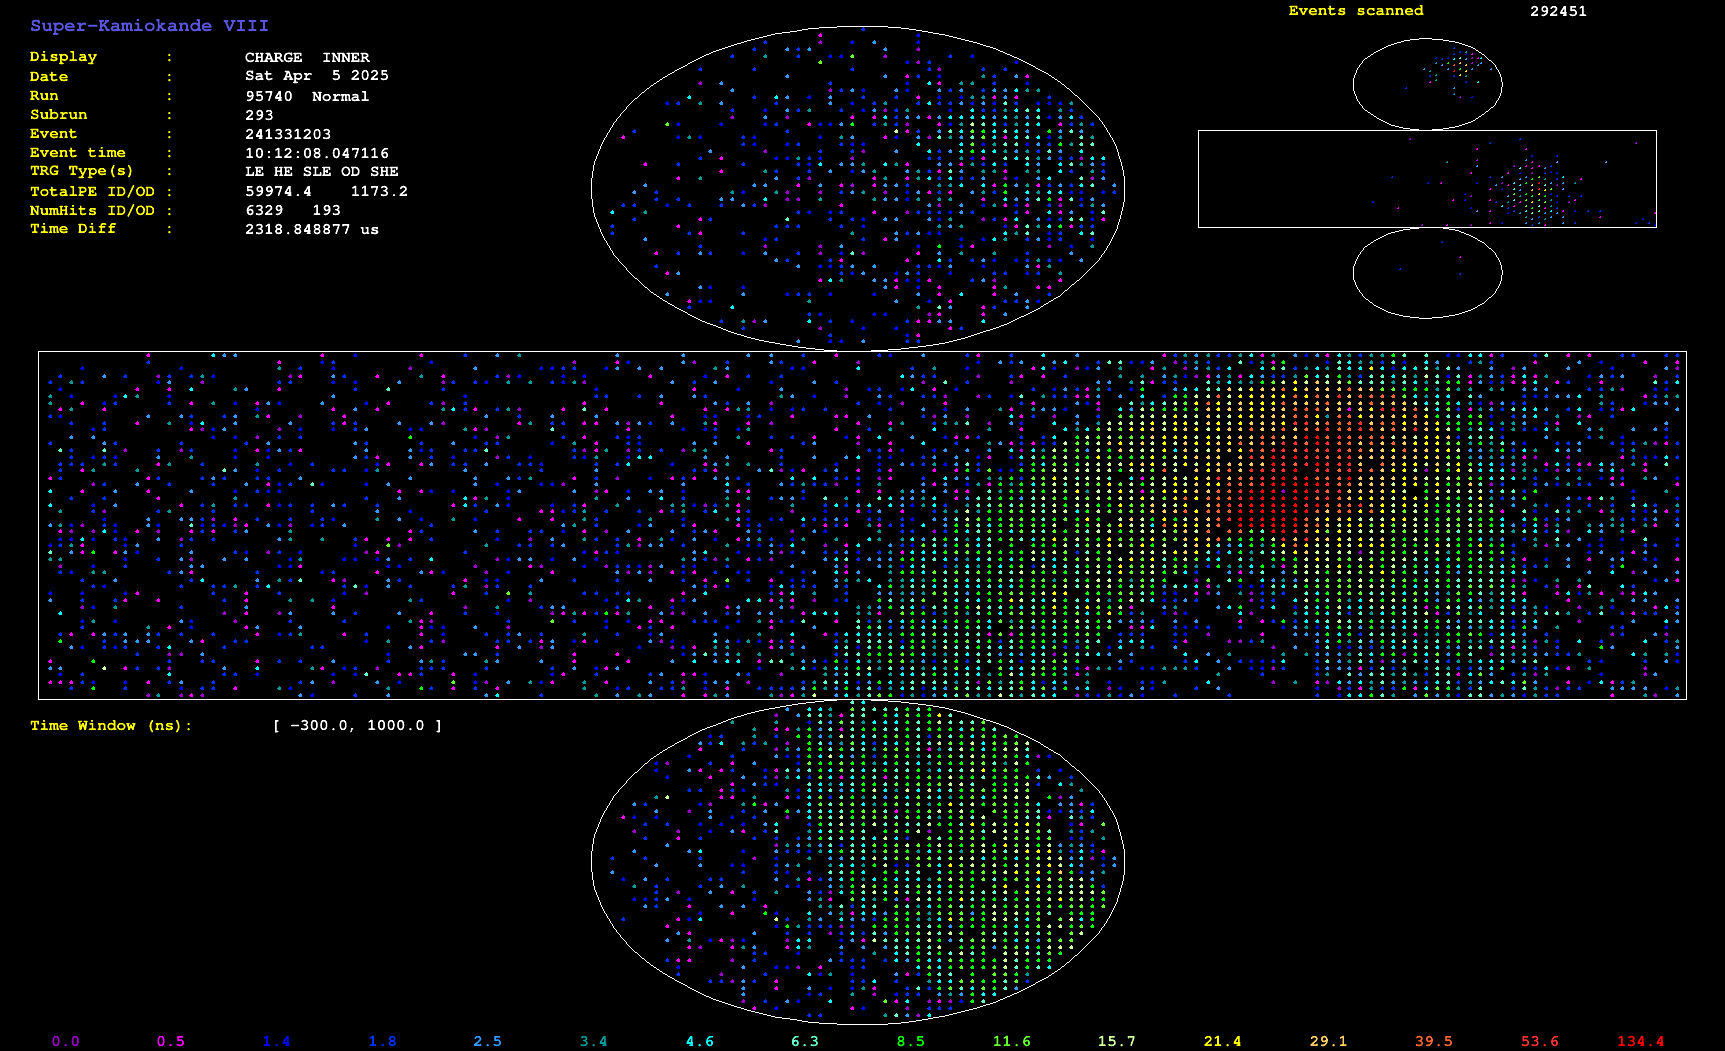 Super-Kamiokande VIII
Events scanned 292451
Display : CHARGE INNER
Date : Sat Apr 5 2025
Run : 95740 Normal
Subrun : 293
Event : 241331203
Event time : 10:12:08.047116
TRG Type(s) : LE HE SLE OD SHE
TotalPE ID/OD : 59974.4 1173.2
NumHits ID/OD : 6329 193
Time Diff : 2318.848877 us
Time Window (ns): [ -300.0, 1000.0 ]
0.0 0.5 1.4 1.8 2.5 3.4 4.6 6.3 8.5 11.6 15.7 21.4 29.1 39.5 53.6 134.4